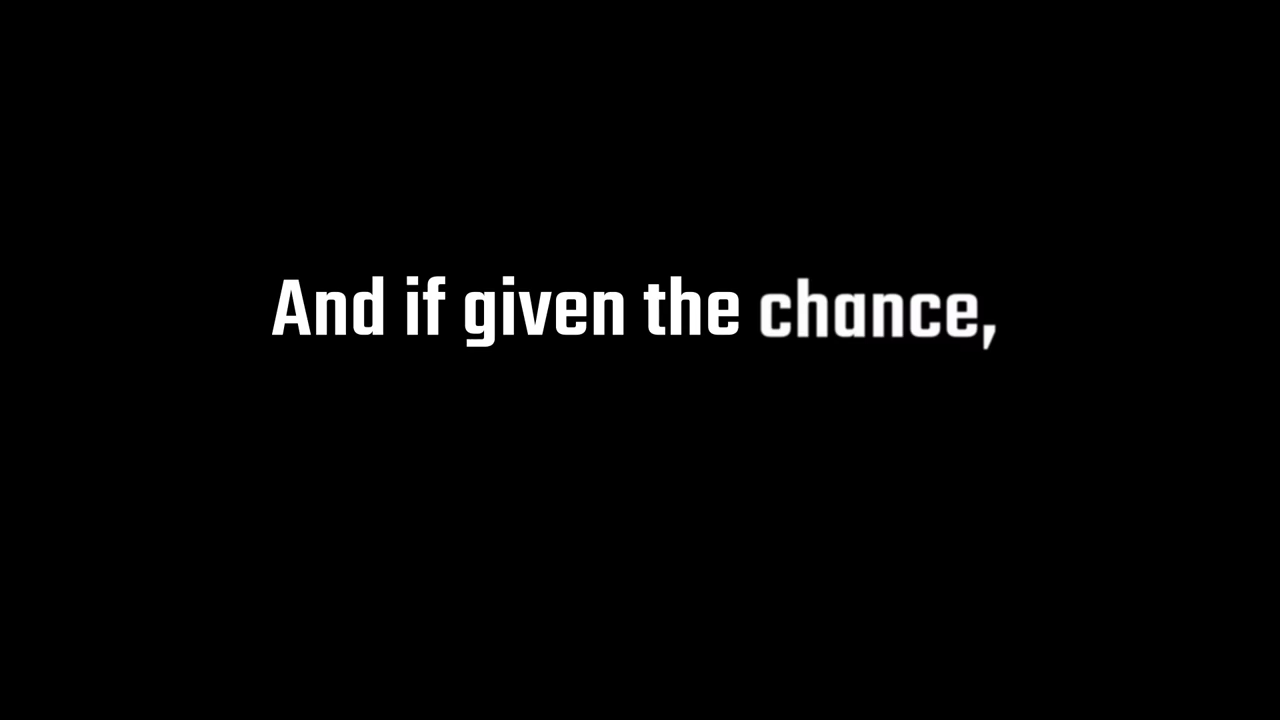 And if given the chance,